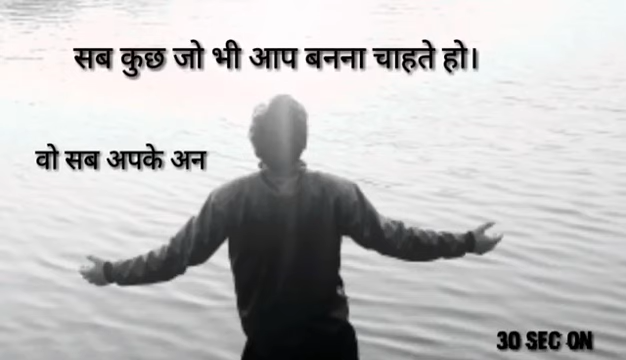 सब कुछ जो भी आप बनना चाहते हो।
वो सब अपके अन
30 SEC ON